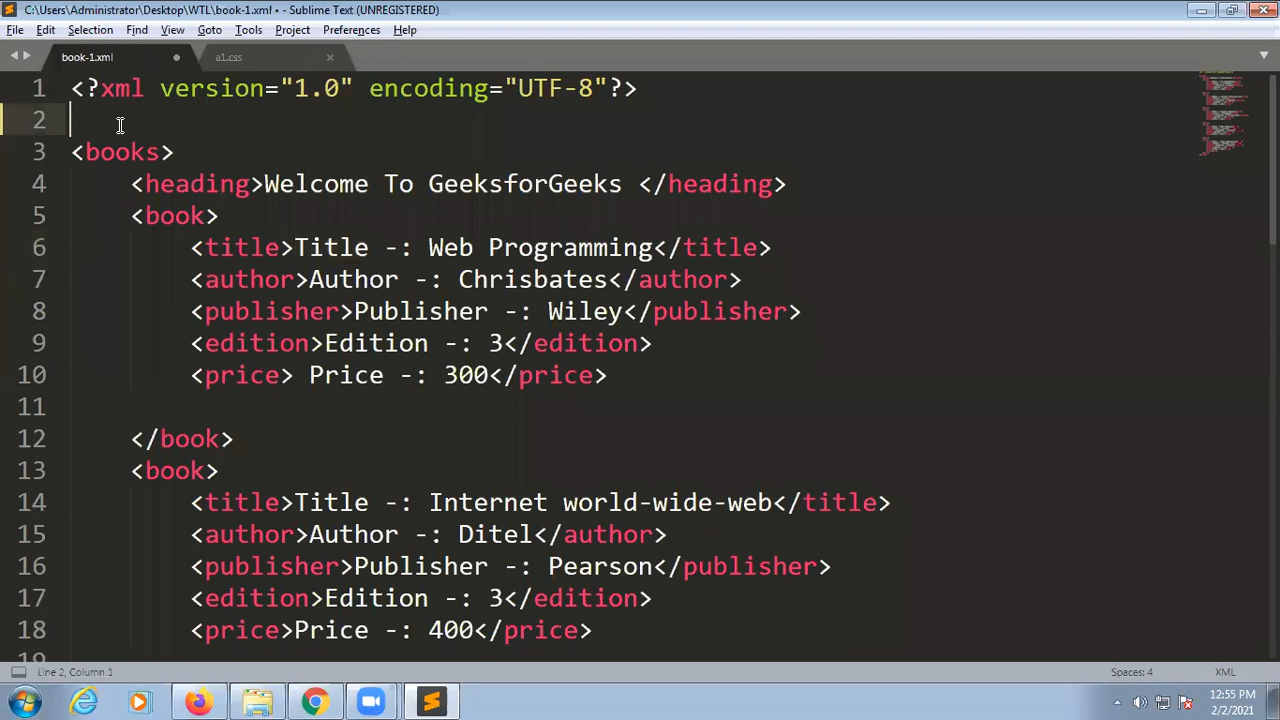 C:\Users\Administrator\Desktop\WTL\book-1.xml • - Sublime Text (UNREGISTERED)
File Edit Selection Find View Goto Tools Project Preferences Help
book-1.xml a1.css
1 <?xml version="1.0" encoding="UTF-8"?>
2
3 <books>
4 <heading>Welcome To GeeksforGeeks </heading>
5 <book>
6 <title>Title -: Web Programming</title>
7 <author>Author -: Chrisbates</author>
8 <publisher>Publisher -: Wiley</publisher>
9 <edition>Edition -: 3</edition>
10 <price> Price -: 300</price>
11
12 </book>
13 <book>
14 <title>Title -: Internet world-wide-web</title>
15 <author>Author -: Ditel</author>
16 <publisher>Publisher -: Pearson</publisher>
17 <edition>Edition -: 3</edition>
18 <price>Price -: 400</price>
19
Line 2, Column 1 Spaces: 4 XML
12:55 PM
2/2/2021